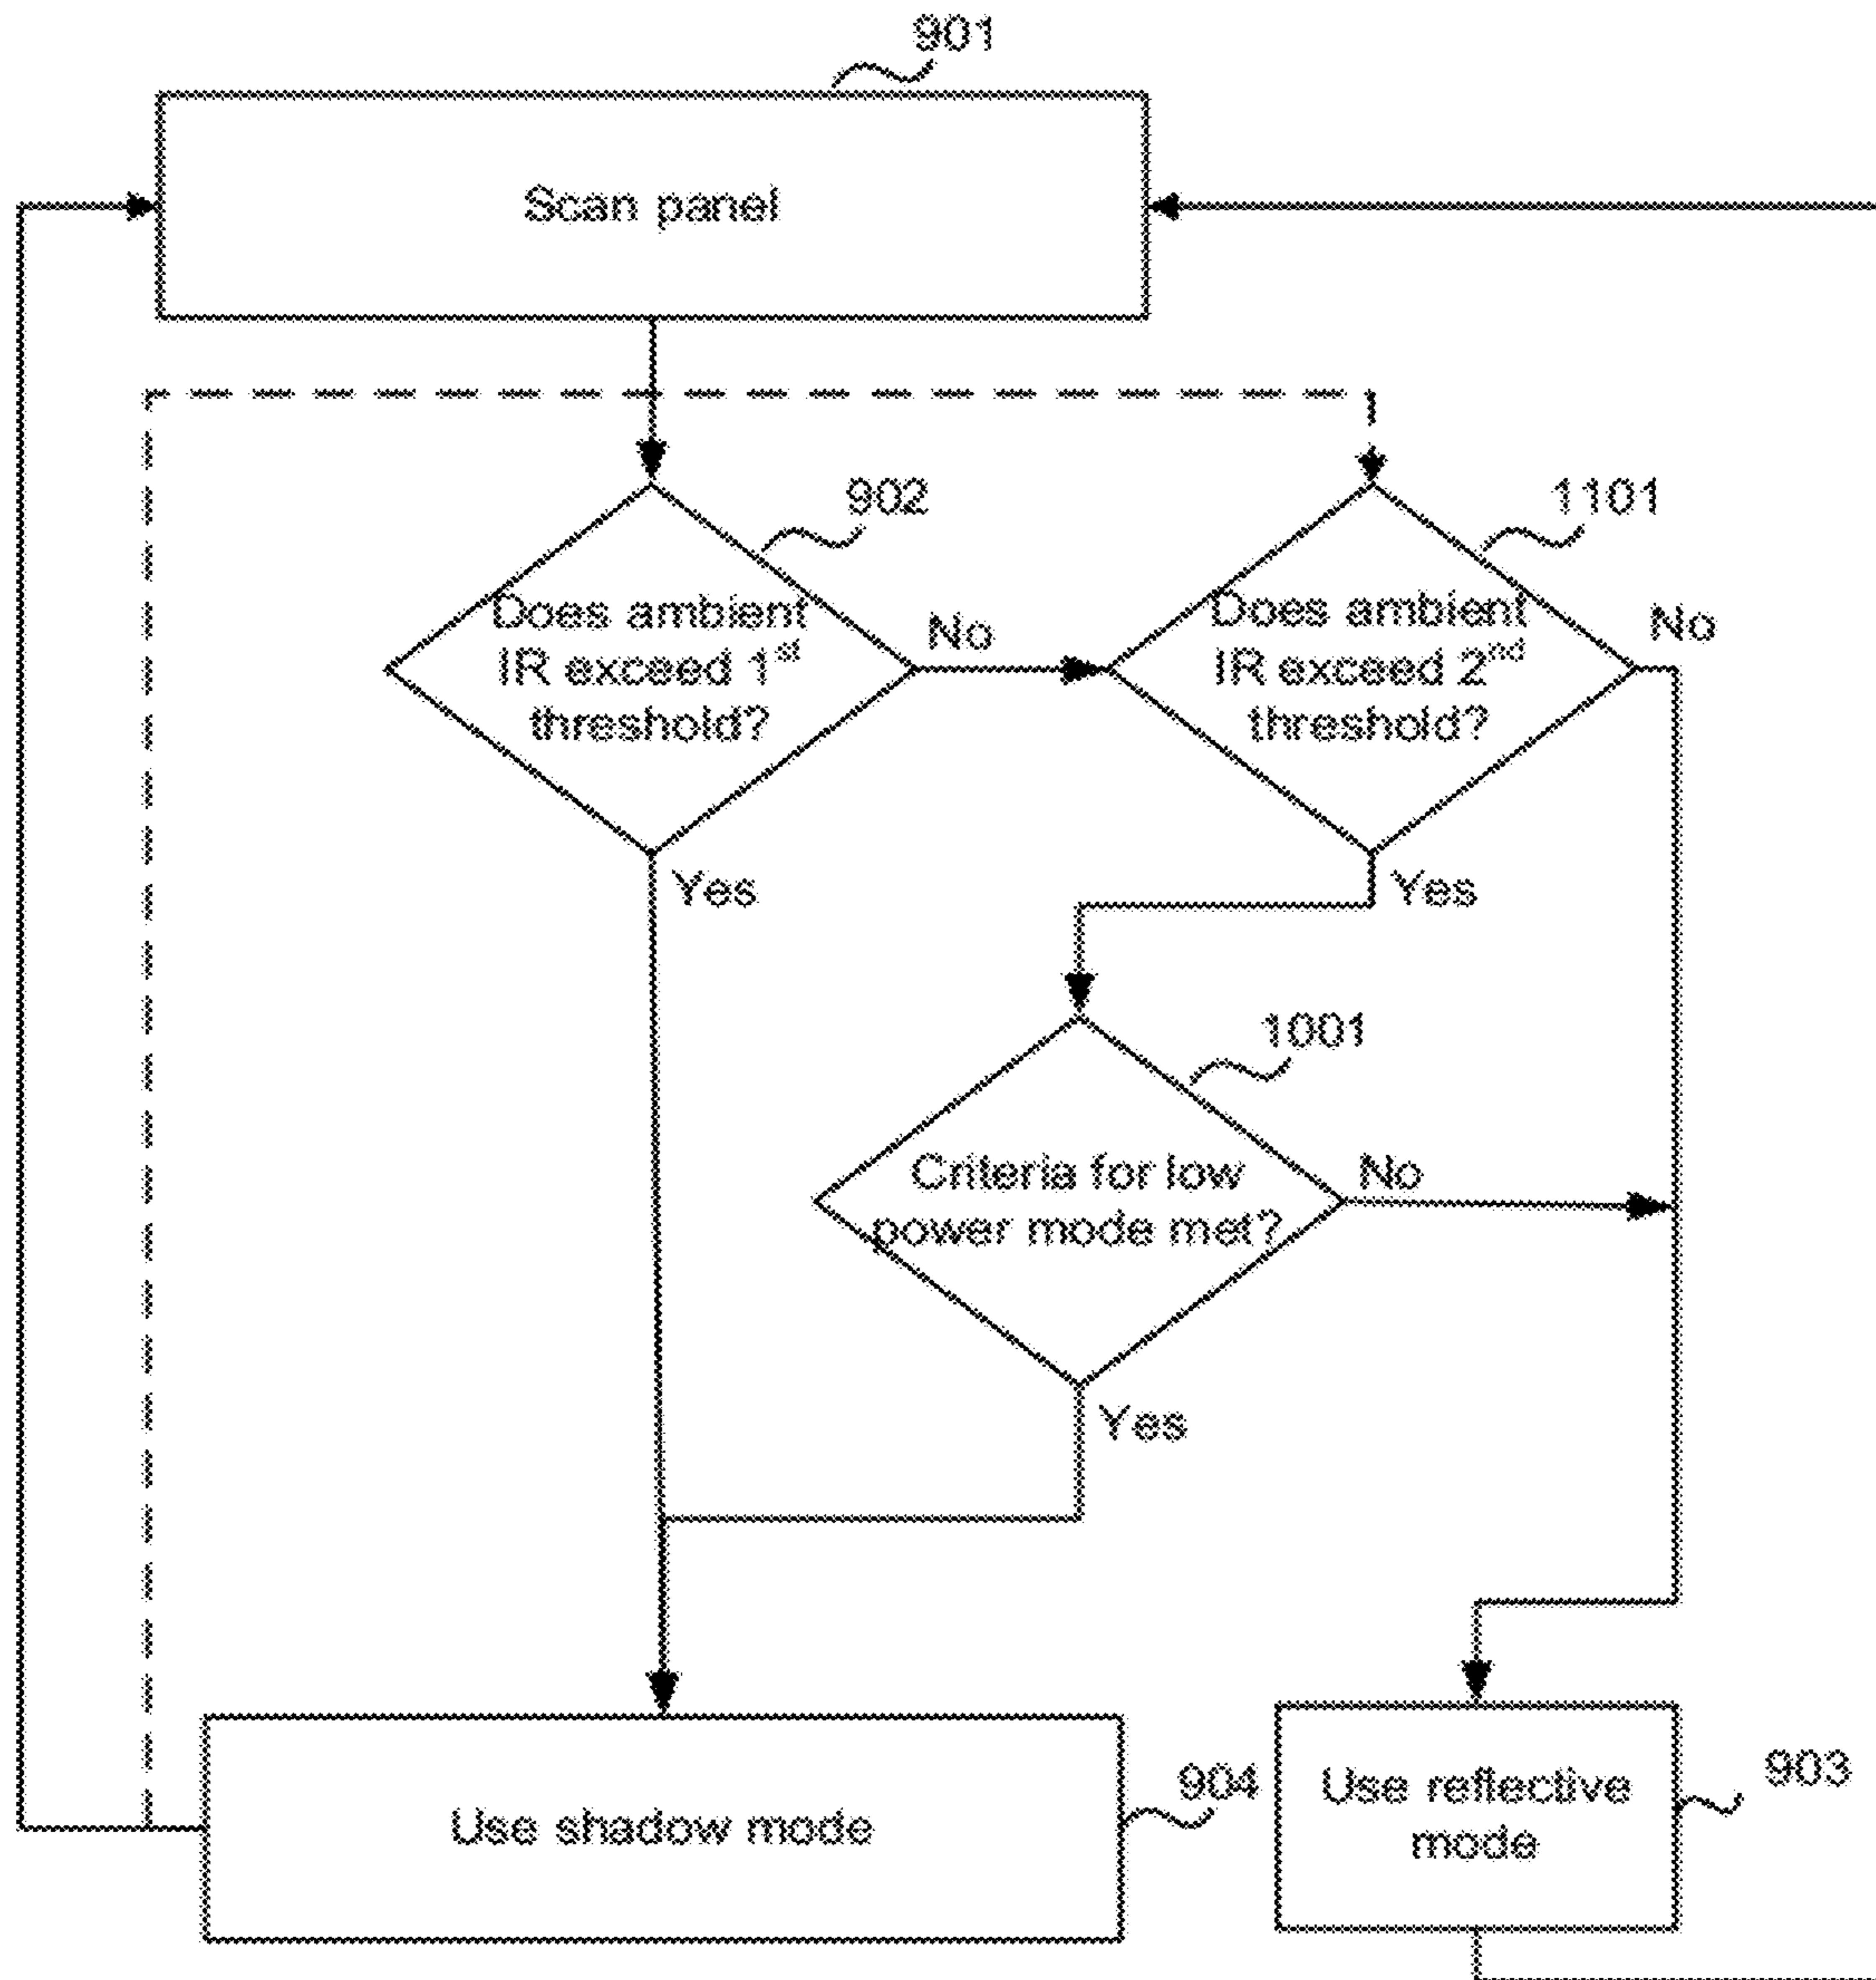 901
Scan panel
902
Does ambient
IR exceed 1st
threshold?
No
Yes
1101
Does ambient
IR exceed 2nd
threshold?
No
Yes
1001
Criteria for low
power mode met?
No
Yes
Use shadow mode
904
Use reflective
mode
903